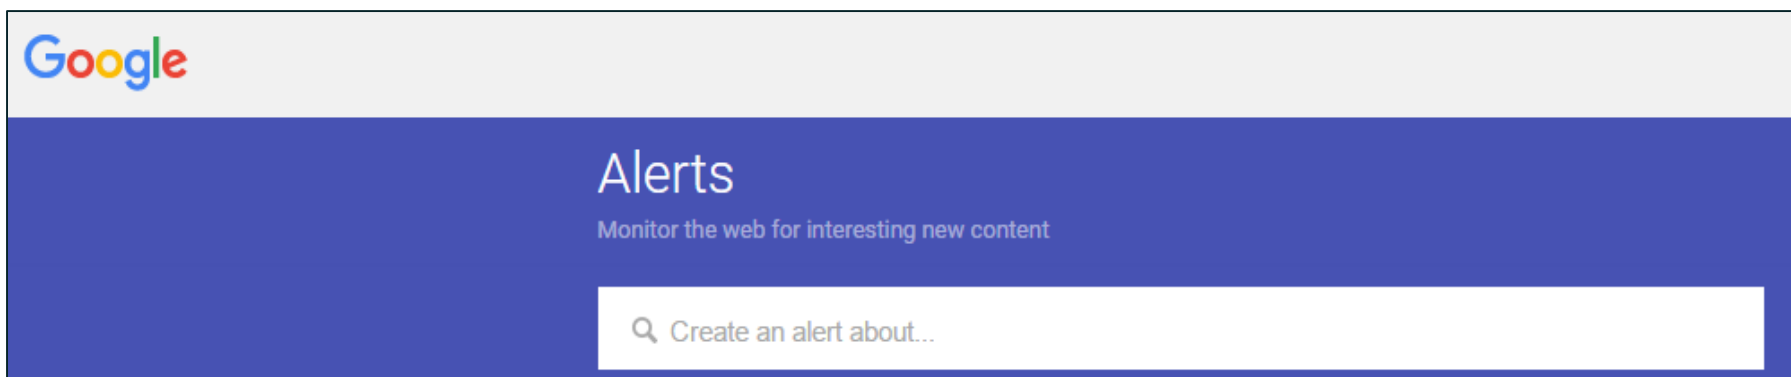 Google
Alerts
Monitor the web for interesting new content
Create an alert about...